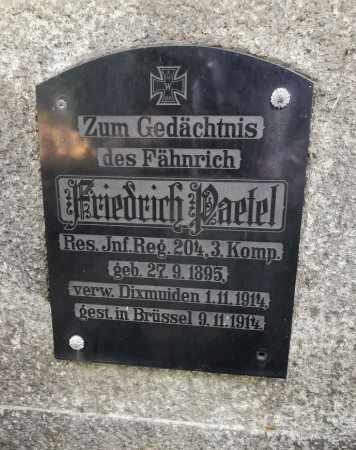 W
Zum Gedächtnis
des Fähnrich
Friedrich Paetel
Res. Jnf. Reg. 204, 3. Komp.
geb. 27. 9. 1895,
verw. Dixmuiden 1. 11. 1914,
gest. in Brüssel 9. 11. 1914.